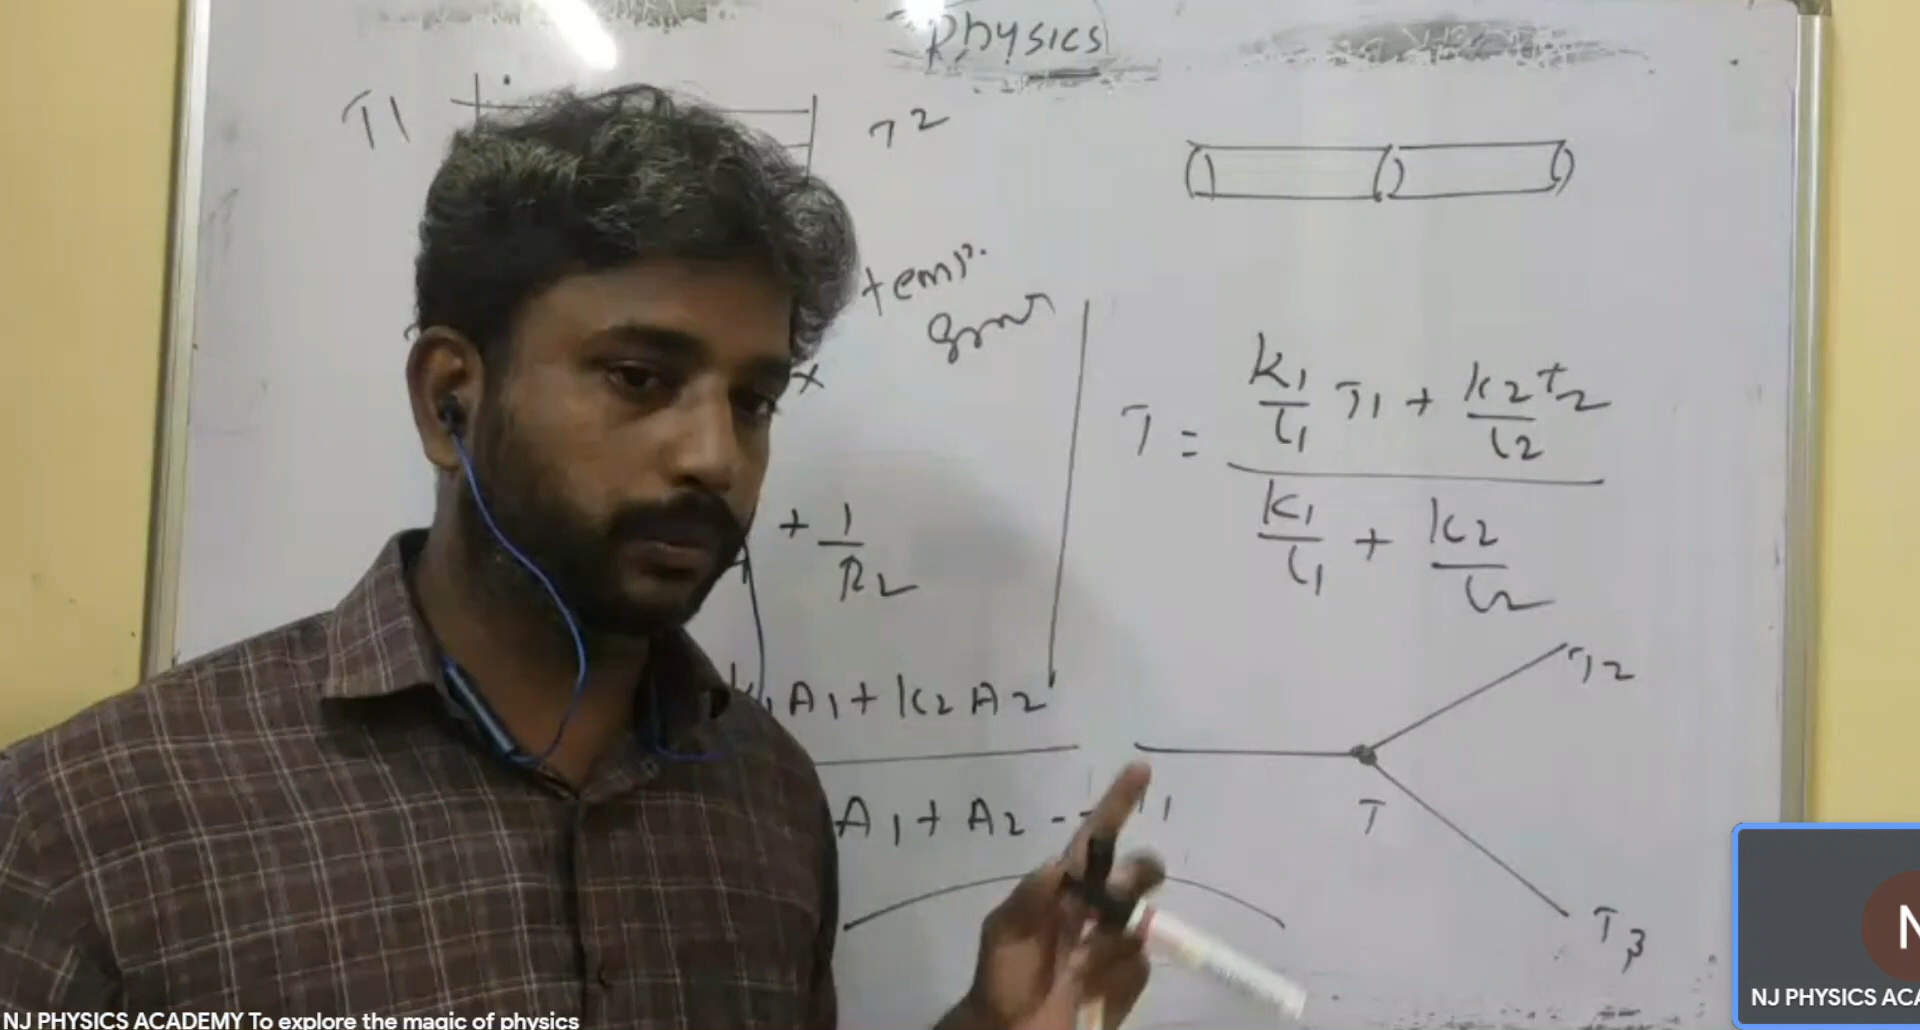 Physics
T1
T2
temp.
x
T = K1/l1 T1 + K2 t2/l2
K1/l1 + K2/l2
+ 1/R2
K1A1 + K2A2
A1 + A2
T2
T
T3
NJ PHYSICS ACADEMY To explore the magic of physics
NJ PHYSICS ACA
N